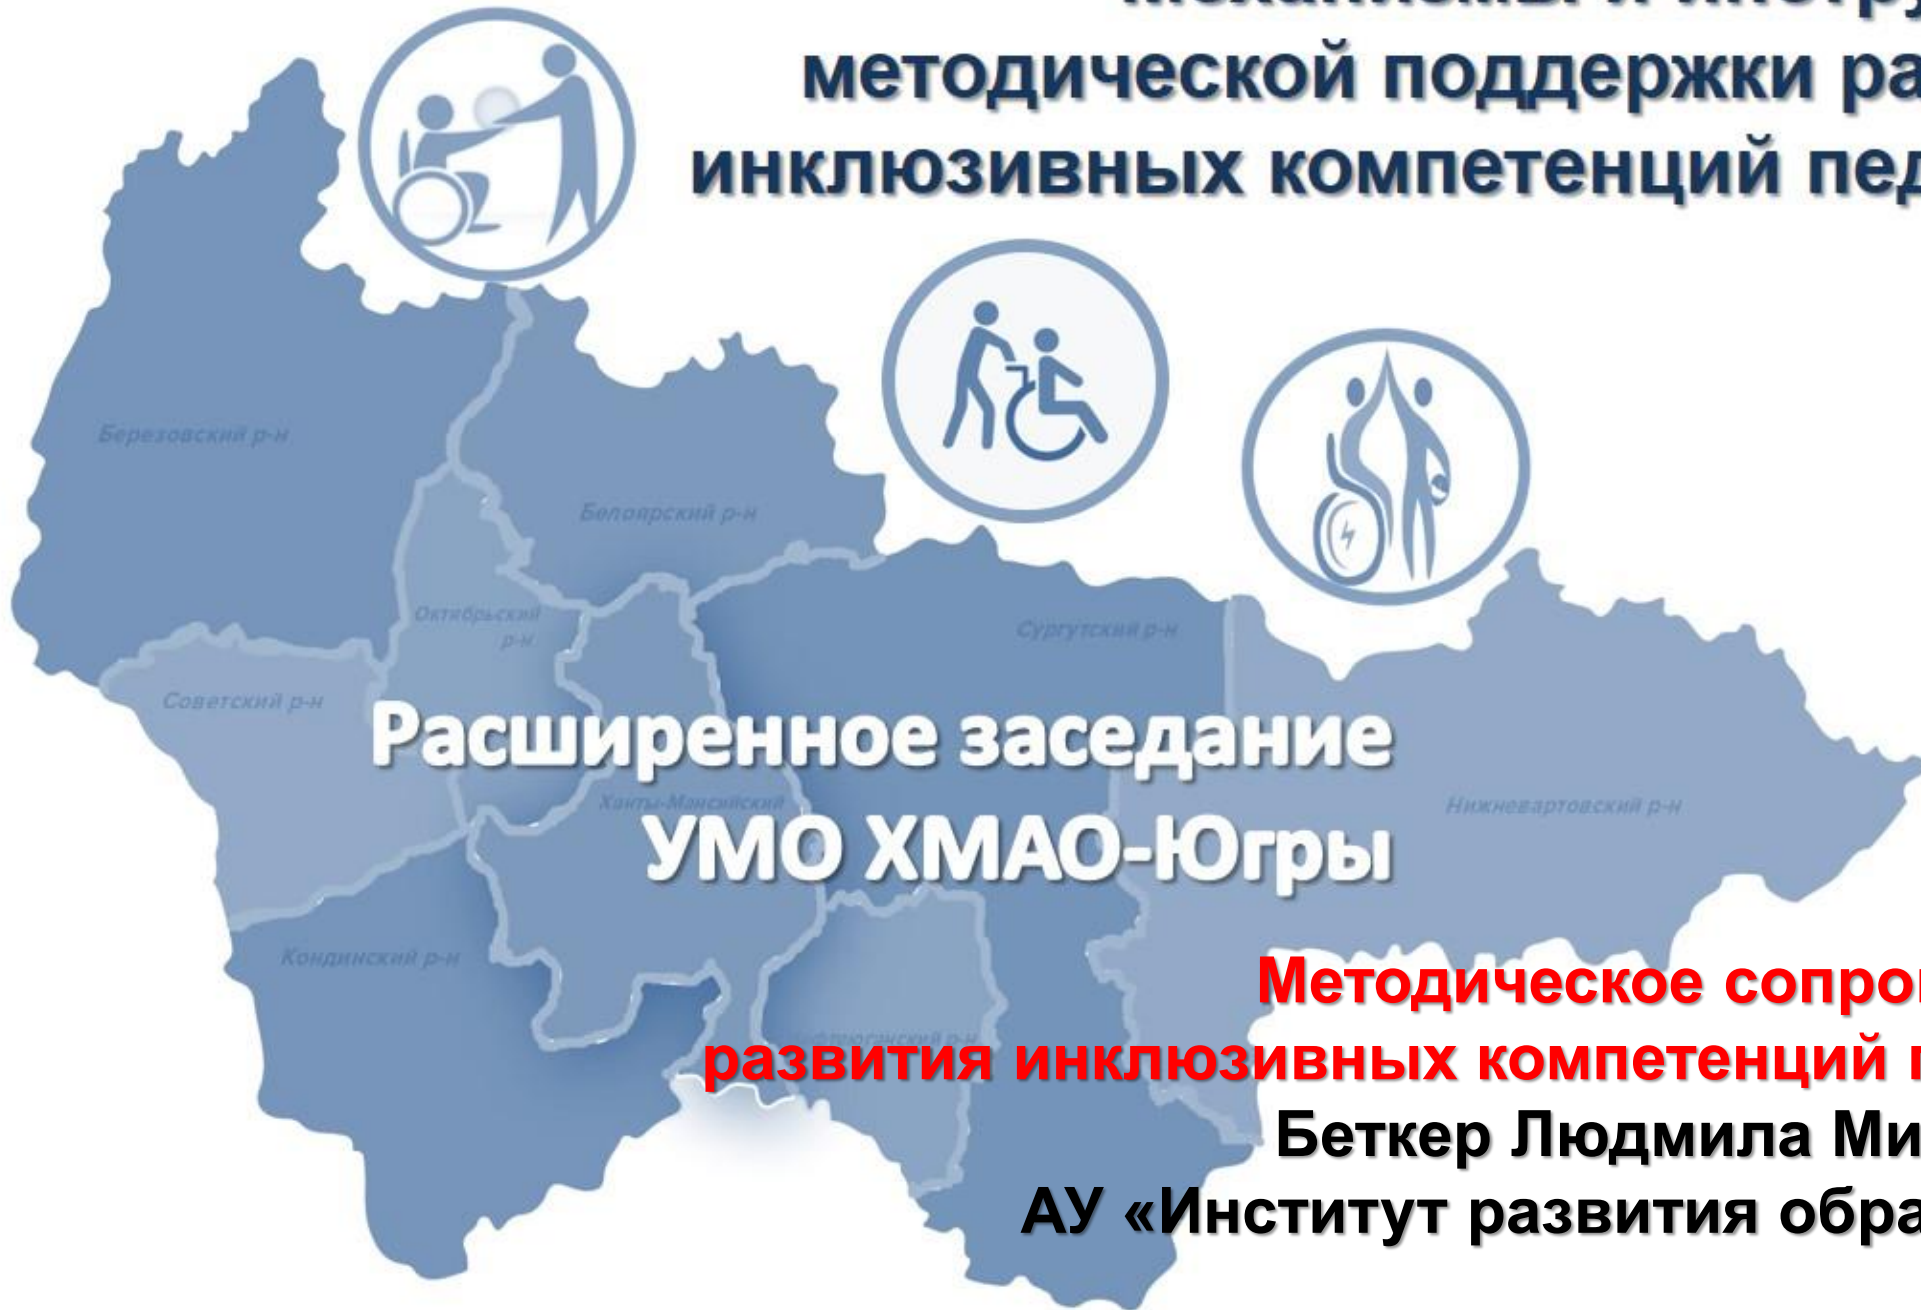 методической поддержки ра
инклюзивных компетенций пед
Березовский р-н
Белоярский р-н
Октябрьский
р-н
Сургутский р-н
Советский р-н
Расширенное заседание
Ханты-Мансийский
Нижневартовский р-н
УМО ХМАО-Югры
Кондинский р-н
Методическое сопро
Нефтеюганский р-н
развития инклюзивных компетенций п
Беткер Людмила Ми
АУ «Институт развития обра